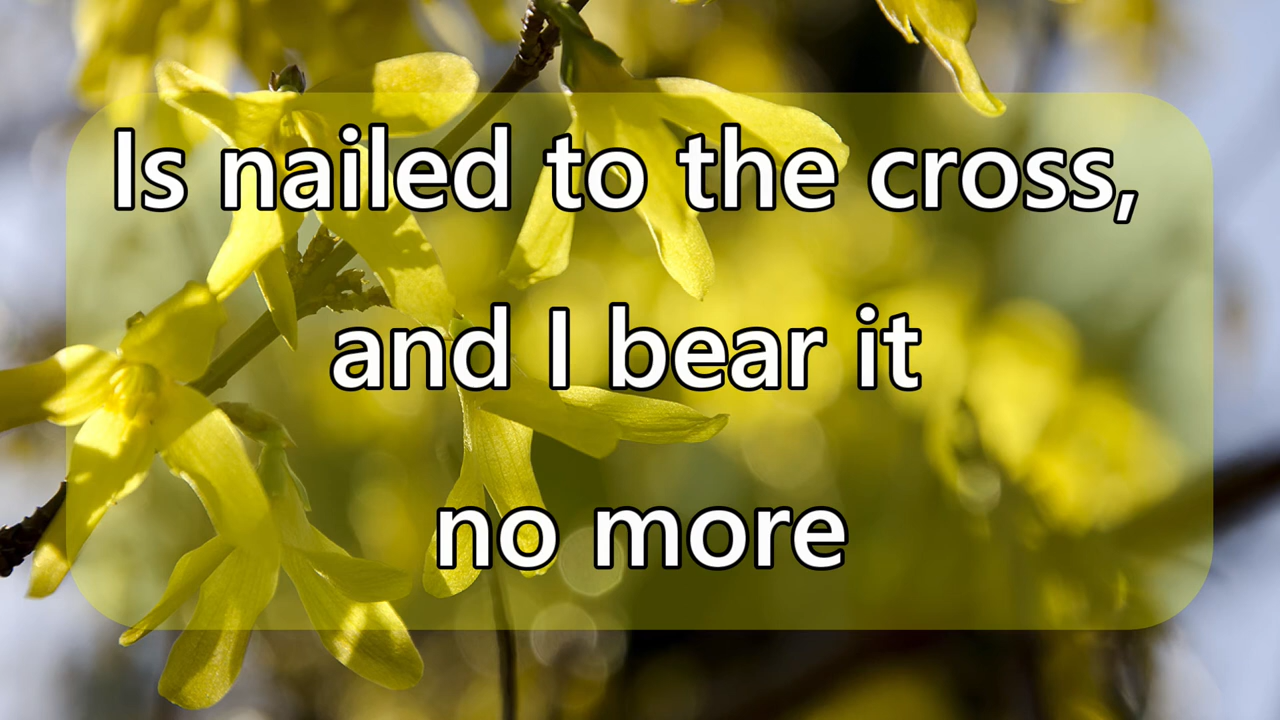 Is nailed to the cross,
and I bear it
no more